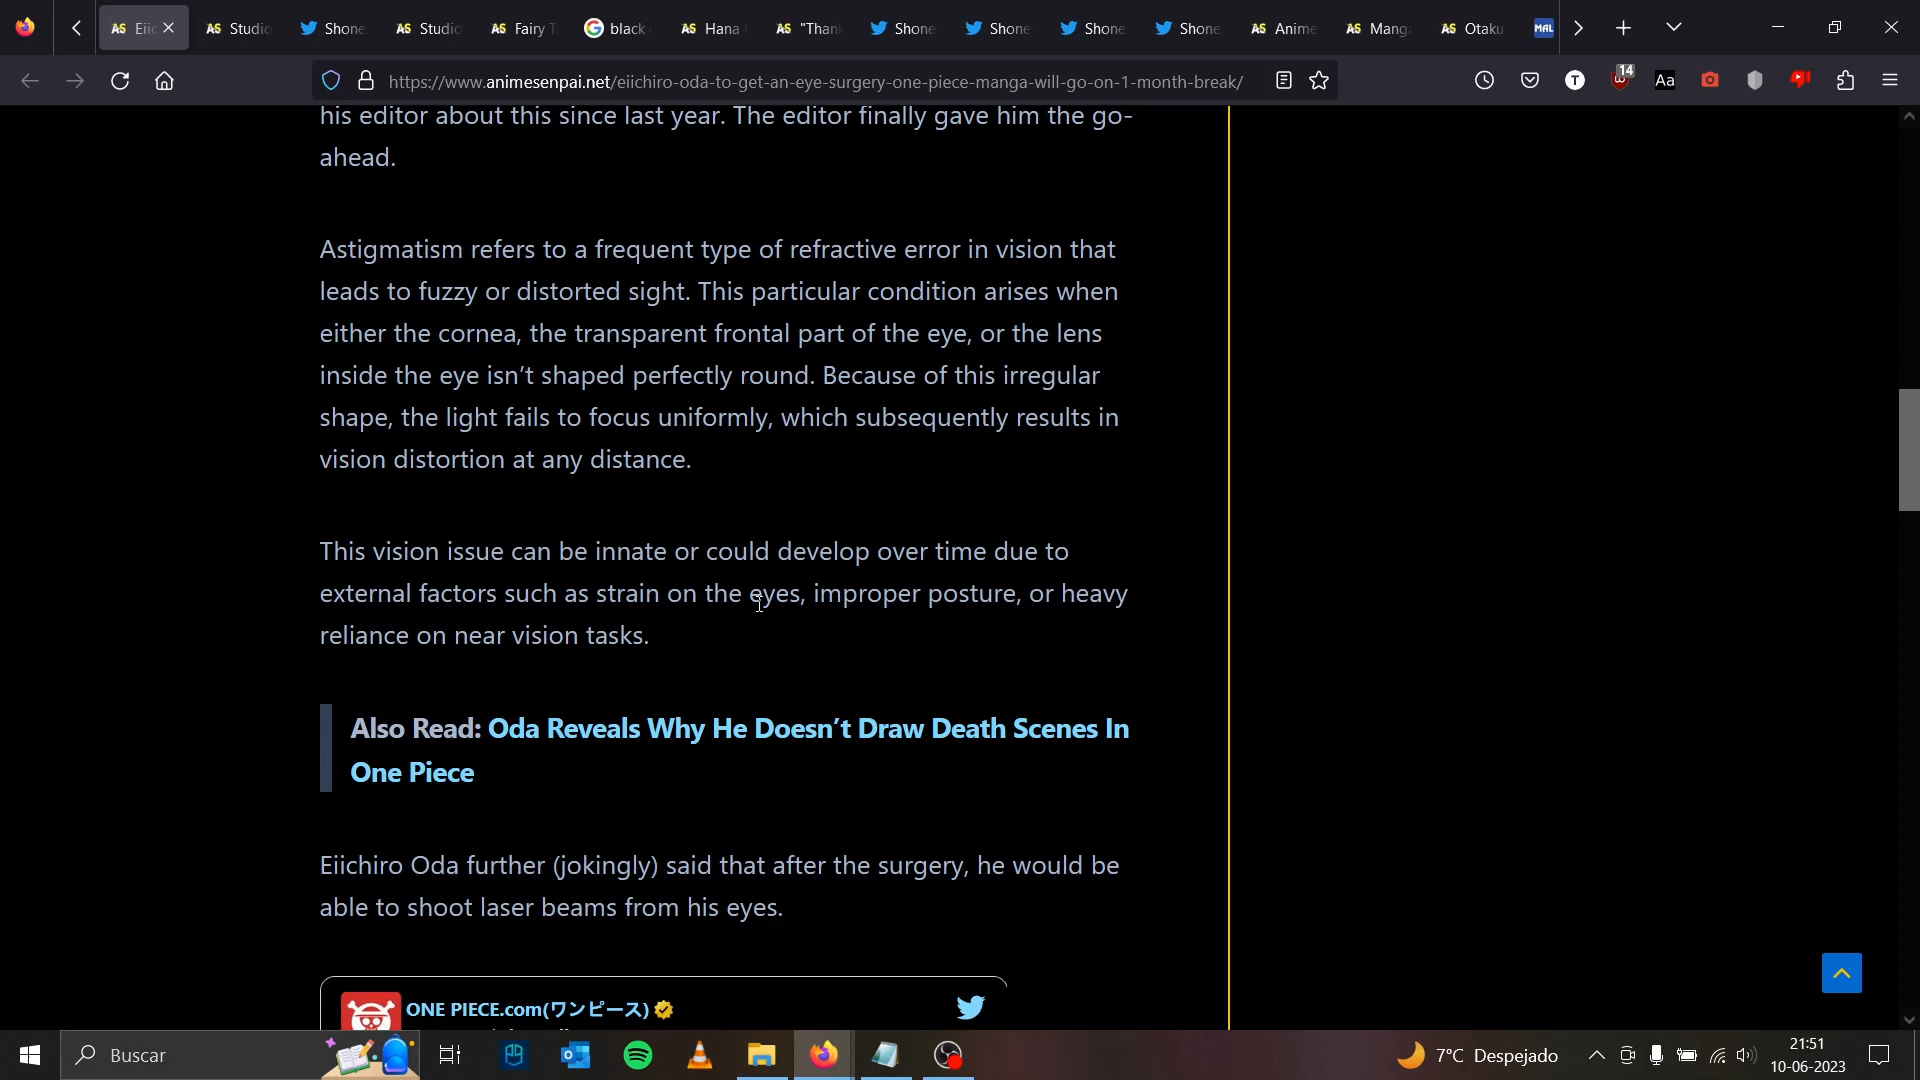 Eiic
Studio
Shone
Studio
Fairy T
black
Hana
"Than
Shone
Shone
Shone
Shone
Anime
Manga
Otaku
MAL
https://www.animesenpai.net/eiichiro-oda-to-get-an-eye-surgery-one-piece-manga-will-go-on-1-month-break/
14
Aa
his editor about this since last year. The editor finally gave him the go-
ahead.
Astigmatism refers to a frequent type of refractive error in vision that
leads to fuzzy or distorted sight. This particular condition arises when
either the cornea, the transparent frontal part of the eye, or the lens
inside the eye isn’t shaped perfectly round. Because of this irregular
shape, the light fails to focus uniformly, which subsequently results in
vision distortion at any distance.
This vision issue can be innate or could develop over time due to
external factors such as strain on the eyes, improper posture, or heavy
reliance on near vision tasks.
Also Read: Oda Reveals Why He Doesn’t Draw Death Scenes In
One Piece
Eiichiro Oda further (jokingly) said that after the surgery, he would be
able to shoot laser beams from his eyes.
ONE PIECE.com(ワンピース)
Buscar
7°C Despejado
21:51
10-06-2023